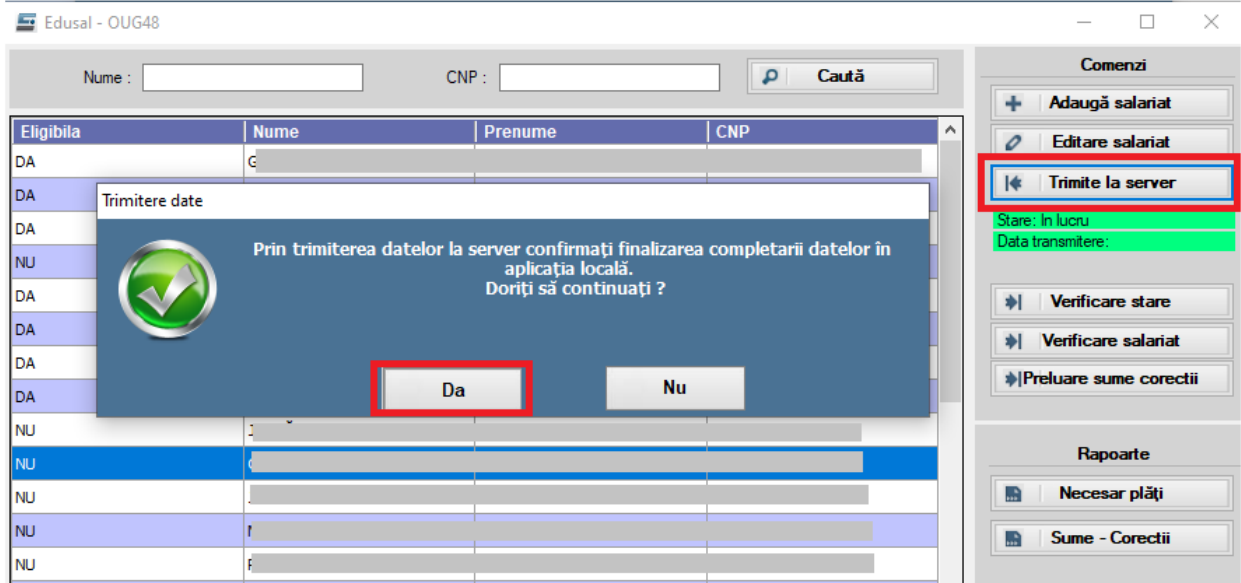 Edusal - OUG48
Nume :
CNP :
Caută
Eligibila Nume Prenume CNP
DA
DA
DA
NU
DA
DA
DA
DA
NU
NU
NU
NU
NU
Trimitere date
Prin trimiterea datelor la server confirmați finalizarea completarii datelor în
aplicația locală.
Doriți să continuați ?
Da
Nu
Comenzi
Adaugă salariat
Editare salariat
Trimite la server
Stare: In lucru
Data transmitere:
Verificare stare
Verificare salariat
Preluare sume corectii
Rapoarte
Necesar plăți
Sume - Corectii